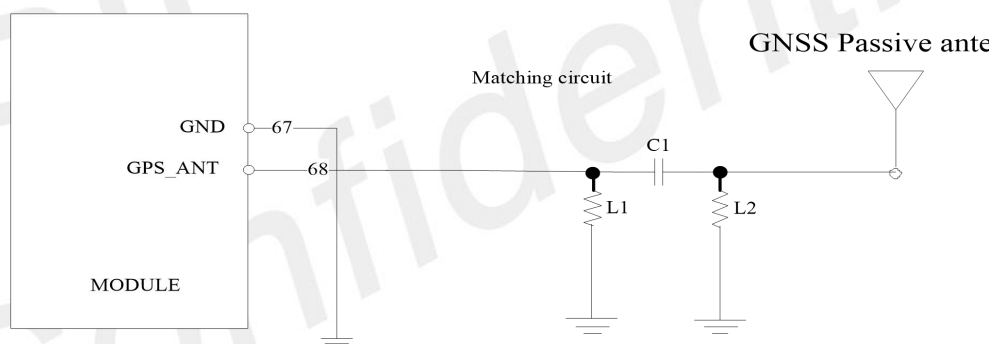 GNSS Passive ante
Matching circuit
GND 67
C1
GPS_ANT 68
L1
L2
MODULE